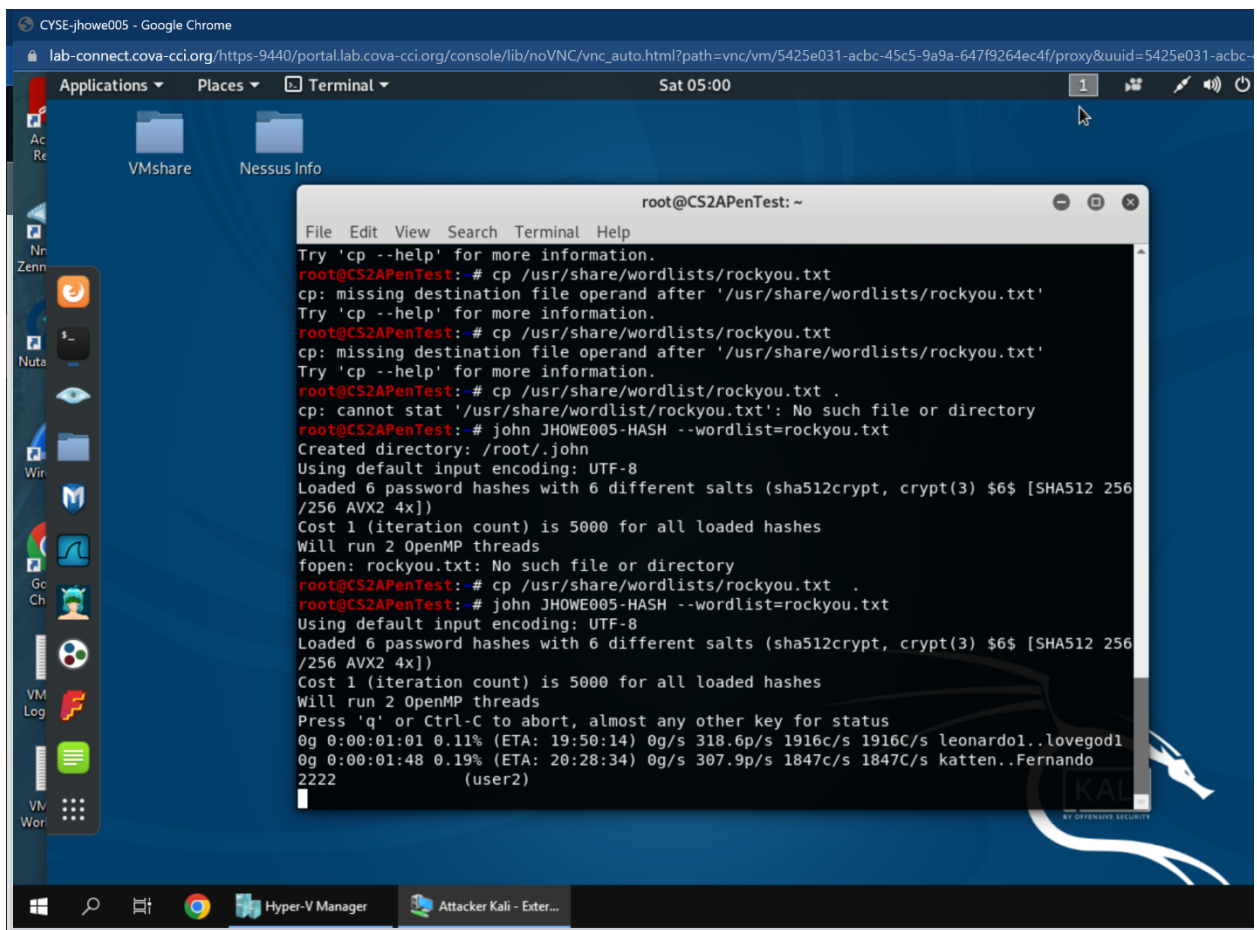 CYSE-jhowe005 - Google Chrome
lab-connect.cova-cci.org/https-9440/portal.lab.cova-cci.org/console/lib/noVNC/vnc_auto.html?path=vnc/vm/5425e031-acbc-45c5-9a9a-647f9264ec4f/proxy&uuid=5425e031-acbc-4
Applications Places Terminal Sat 05:00 1
Ac
Re
VMshare Nessus Info
root@CS2APenTest: ~
File Edit View Search Terminal Help
Try 'cp --help' for more information.
root@CS2APenTest:~# cp /usr/share/wordlists/rockyou.txt
cp: missing destination file operand after '/usr/share/wordlists/rockyou.txt'
Try 'cp --help' for more information.
root@CS2APenTest:~# cp /usr/share/wordlists/rockyou.txt
cp: missing destination file operand after '/usr/share/wordlists/rockyou.txt'
Try 'cp --help' for more information.
root@CS2APenTest:~# cp /usr/share/wordlist/rockyou.txt .
cp: cannot stat '/usr/share/wordlist/rockyou.txt': No such file or directory
root@CS2APenTest:~# john JHOWE005-HASH --wordlist=rockyou.txt
Created directory: /root/.john
Using default input encoding: UTF-8
Loaded 6 password hashes with 6 different salts (sha512crypt, crypt(3) $6$ [SHA512 256
/256 AVX2 4x])
Cost 1 (iteration count) is 5000 for all loaded hashes
Will run 2 OpenMP threads
fopen: rockyou.txt: No such file or directory
root@CS2APenTest:~# cp /usr/share/wordlists/rockyou.txt .
root@CS2APenTest:~# john JHOWE005-HASH --wordlist=rockyou.txt
Using default input encoding: UTF-8
Loaded 6 password hashes with 6 different salts (sha512crypt, crypt(3) $6$ [SHA512 256
/256 AVX2 4x])
Cost 1 (iteration count) is 5000 for all loaded hashes
Will run 2 OpenMP threads
Press 'q' or Ctrl-C to abort, almost any other key for status
0g 0:00:01:01 0.11% (ETA: 19:50:14) 0g/s 318.6p/s 1916c/s 1916C/s leonardo1..lovegod1
0g 0:00:01:48 0.19% (ETA: 20:28:34) 0g/s 307.9p/s 1847c/s 1847C/s katten..Fernando
2222 (user2)
Zenn
Nuta
Wir
Go
Ch
VM
Log
VM
Wor
KAL
BY OFFENSIVE SECURITY
Hyper-V Manager Attacker Kali - Exter...